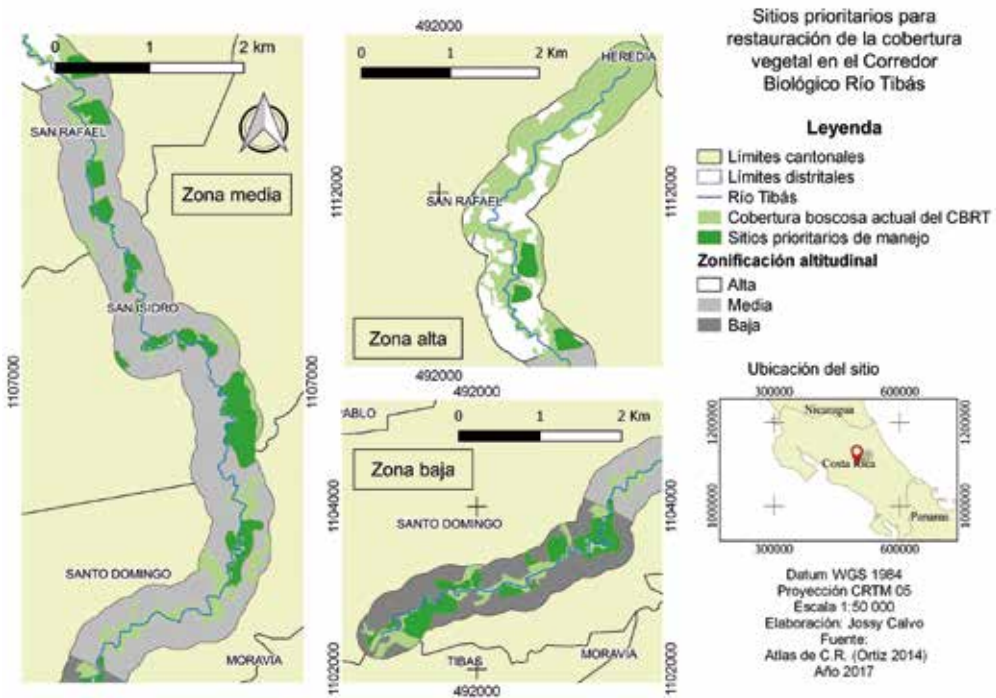 Sitios prioritarios para
restauración de la cobertura
vegetal en el Corredor
Biológico Río Tibás
Leyenda
Límites cantonales
Límites distritales
Río Tibás
Cobertura boscosa actual del CBRT
Sitios prioritarios de manejo
Zonificación altitudinal
Alta
Media
Baja
Ubicación del sitio
300000
600000
1200000
1200000
Nicaragua
Costa Rica
1000000
1000000
Panama
300000
600000
Datum WGS 1984
Proyección CRTM 05
Escala 1:50 000
Elaboración: Jossy Calvo
Fuente:
Atlas de C.R. (Ortiz 2014)
Año 2017
0 1 2 km
SAN RAFAEL
Zona media
SAN ISIDRO
1107000
1107000
SANTO DOMINGO
MORAVIA
492000
0 1 2 Km
HEREDIA
1112000
1112000
SAN RAFAEL
Zona alta
492000
492000
PABLO
0 1 2 Km
Zona baja
1104000
1104000
SANTO DOMINGO
TIBAS
MORAVIA
1102000
1102000
492000